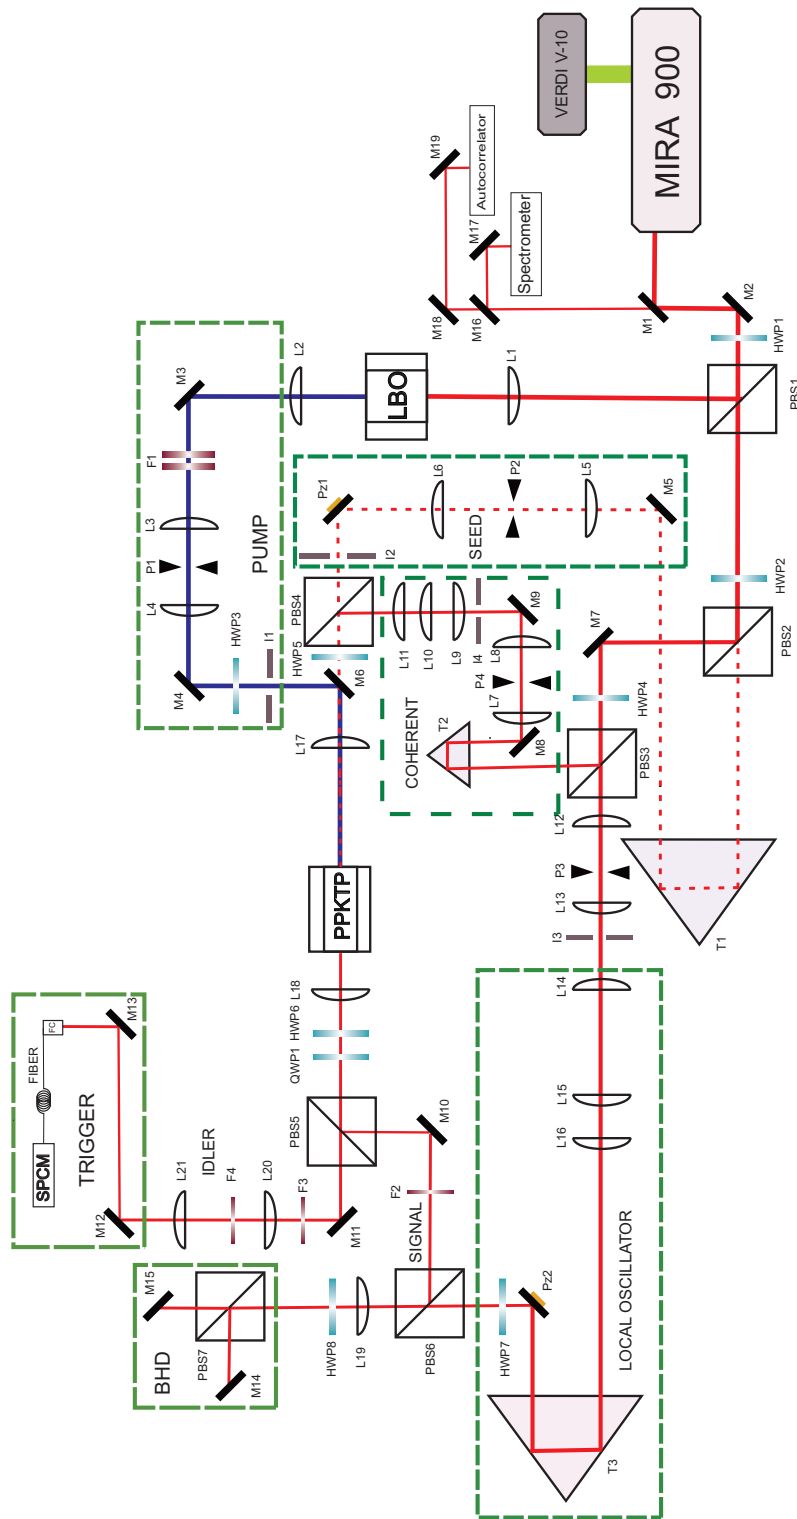 VERDI V-10
MIRA 900
M19
Autocorrelator
M17
Spectrometer
M18
M16
M1
M2
HWP1
PBS1
L2
LBO
L1
M3
F1
L3
P1
L4
PUMP
M4
HWP3
I1
Pz1
L6
P2
L5
M5
SEED
I2
PBS4
HWP5
M6
L17
L11
L10
L9
I4
M9
L8
P4
L7
M8
T2
COHERENT
HWP2
PBS2
M7
HWP4
PBS3
L12
P3
L13
I3
T1
PPKTP
L18
HWP6
QWP1
PBS5
M10
M13
FC
FIBER
SPCM
TRIGGER
M12
L21
F4
IDLER
L20
F3
M11
F2
SIGNAL
PBS6
L19
HWP8
M15
PBS7
M14
BHD
HWP7
Pz2
L14
L15
L16
LOCAL OSCILLATOR
T3